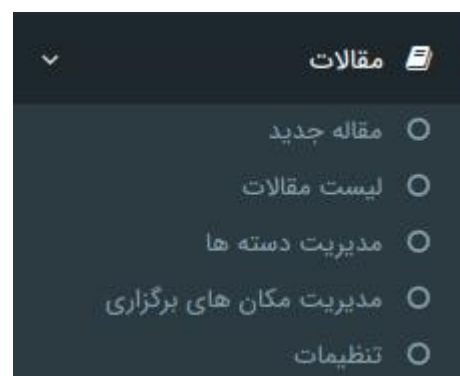 مقالات
مقاله جدید
لیست مقالات
مدیریت دسته ها
مدیریت مکان های برگزاری
تنظیمات